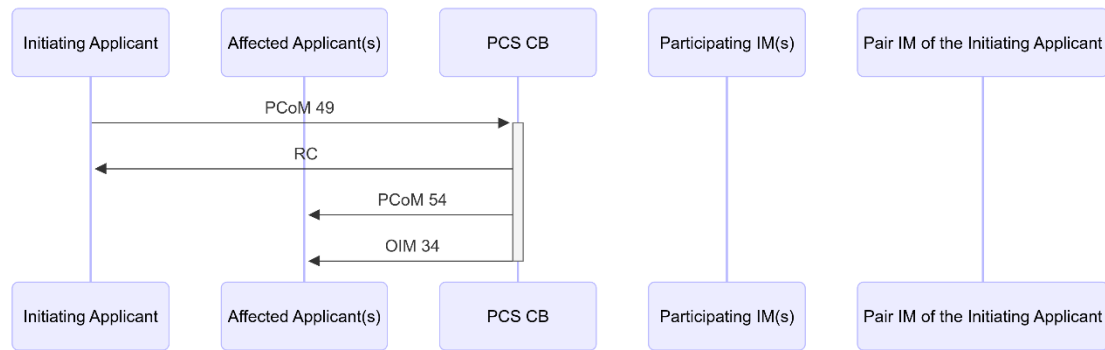 Initiating Applicant
Affected Applicant(s)
PCS CB
Participating IM(s)
Pair IM of the Initiating Applicant
PCoM 49
RC
PCoM 54
OIM 34
Initiating Applicant
Affected Applicant(s)
PCS CB
Participating IM(s)
Pair IM of the Initiating Applicant